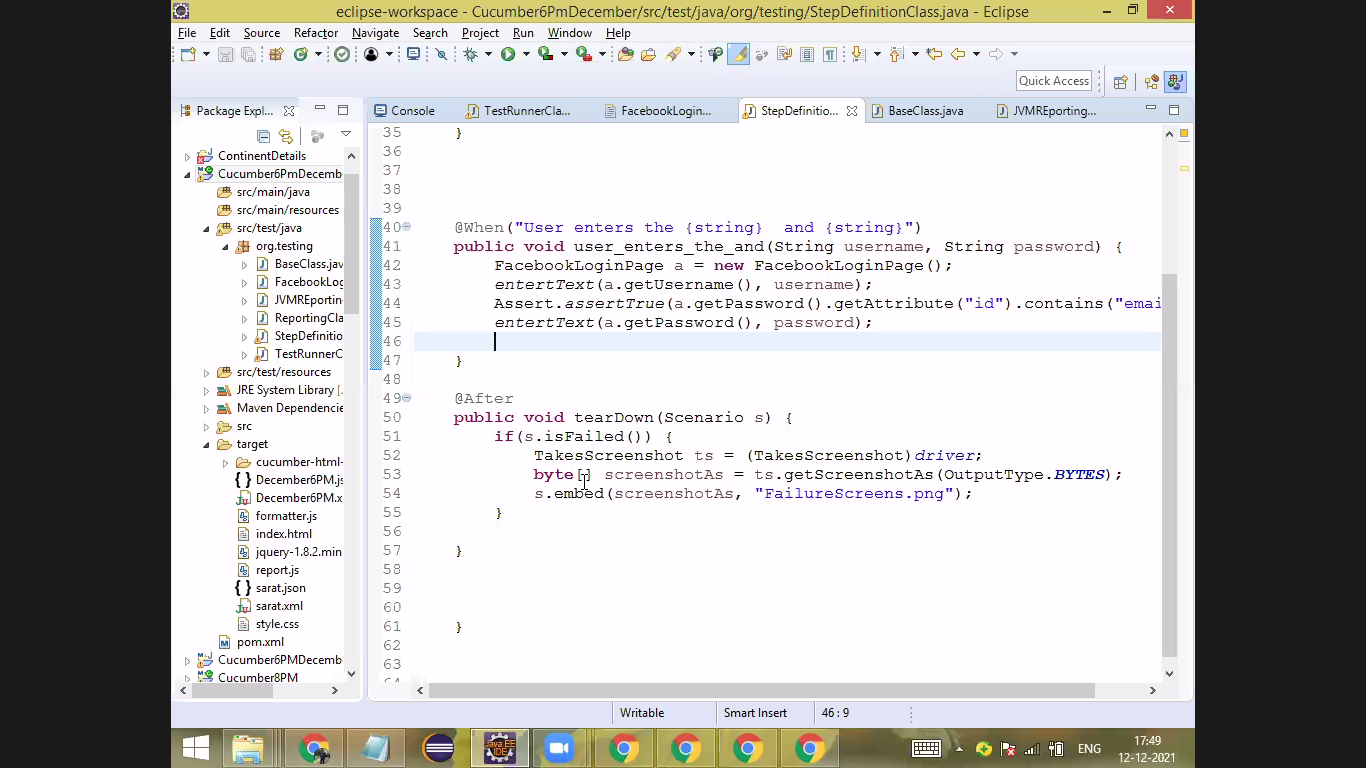 eclipse-workspace - Cucumber6PmDecember/src/test/java/org/testing/StepDefinitionClass.java - Eclipse
File Edit Source Refactor Navigate Search Project Run Window Help
Quick Access
Package Expl...
Console TestRunnerCla... FacebookLogin... StepDefinitio... BaseClass.java JVMReporting...
ContinentDetails
Cucumber6PmDecemb
src/main/java
src/main/resources
src/test/java
org.testing
BaseClass.jav
FacebookLog
JVMREportin
ReportingCla
StepDefinitio
TestRunnerC
src/test/resources
JRE System Library [.
Maven Dependencie
src
target
cucumber-html-
December6PM.js
December6PM.x
formatter.js
index.html
jquery-1.8.2.min
report.js
sarat.json
sarat.xml
style.css
pom.xml
Cucumber6PMDecemb
Cucumber8PM
35 }
36
37
38
39
40 @When("User enters the {string}  and {string}")
41 public void user_enters_the_and(String username, String password) {
42 FacebookLoginPage a = new FacebookLoginPage();
43 entertText(a.getUsername(), username);
44 Assert.assertTrue(a.getPassword().getAttribute("id").contains("emai
45 entertText(a.getPassword(), password);
46
47 }
48
49 @After
50 public void tearDown(Scenario s) {
51 if(s.isFailed()) {
52 TakesScreenshot ts = (TakesScreenshot)driver;
53 byte[] screenshotAs = ts.getScreenshotAs(OutputType.BYTES);
54 s.embed(screenshotAs, "FailureScreens.png");
55 }
56
57 }
58
59
60
61 }
62
63
Writable Smart Insert 46 : 9
Java EE IDE
ENG
17:49
12-12-2021